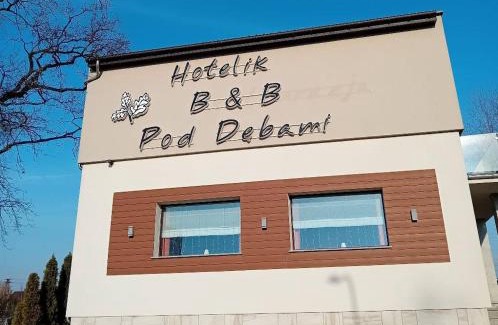 Hotelik
B & B
Pod Dębami